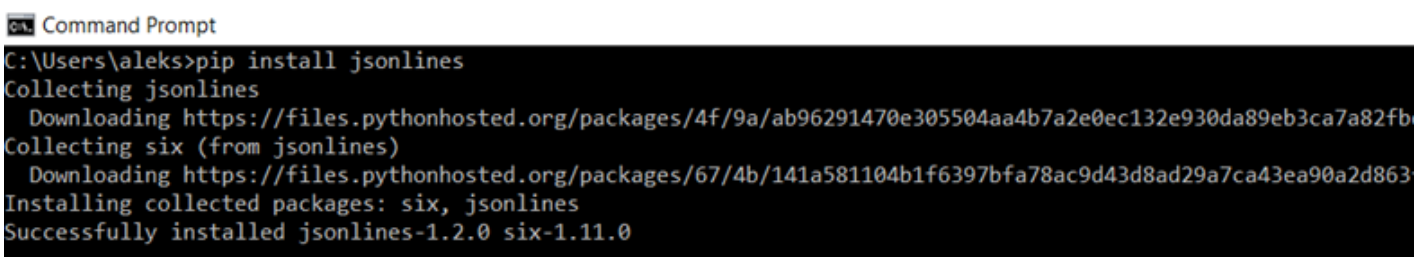 Command Prompt
C:\Users\aleks>pip install jsonlines
Collecting jsonlines
  Downloading https://files.pythonhosted.org/packages/4f/9a/ab96291470e305504aa4b7a2e0ec132e930da89eb3ca7a82fb
Collecting six (from jsonlines)
  Downloading https://files.pythonhosted.org/packages/67/4b/141a581104b1f6397bfa78ac9d43d8ad29a7ca43ea90a2d863
Installing collected packages: six, jsonlines
Successfully installed jsonlines-1.2.0 six-1.11.0